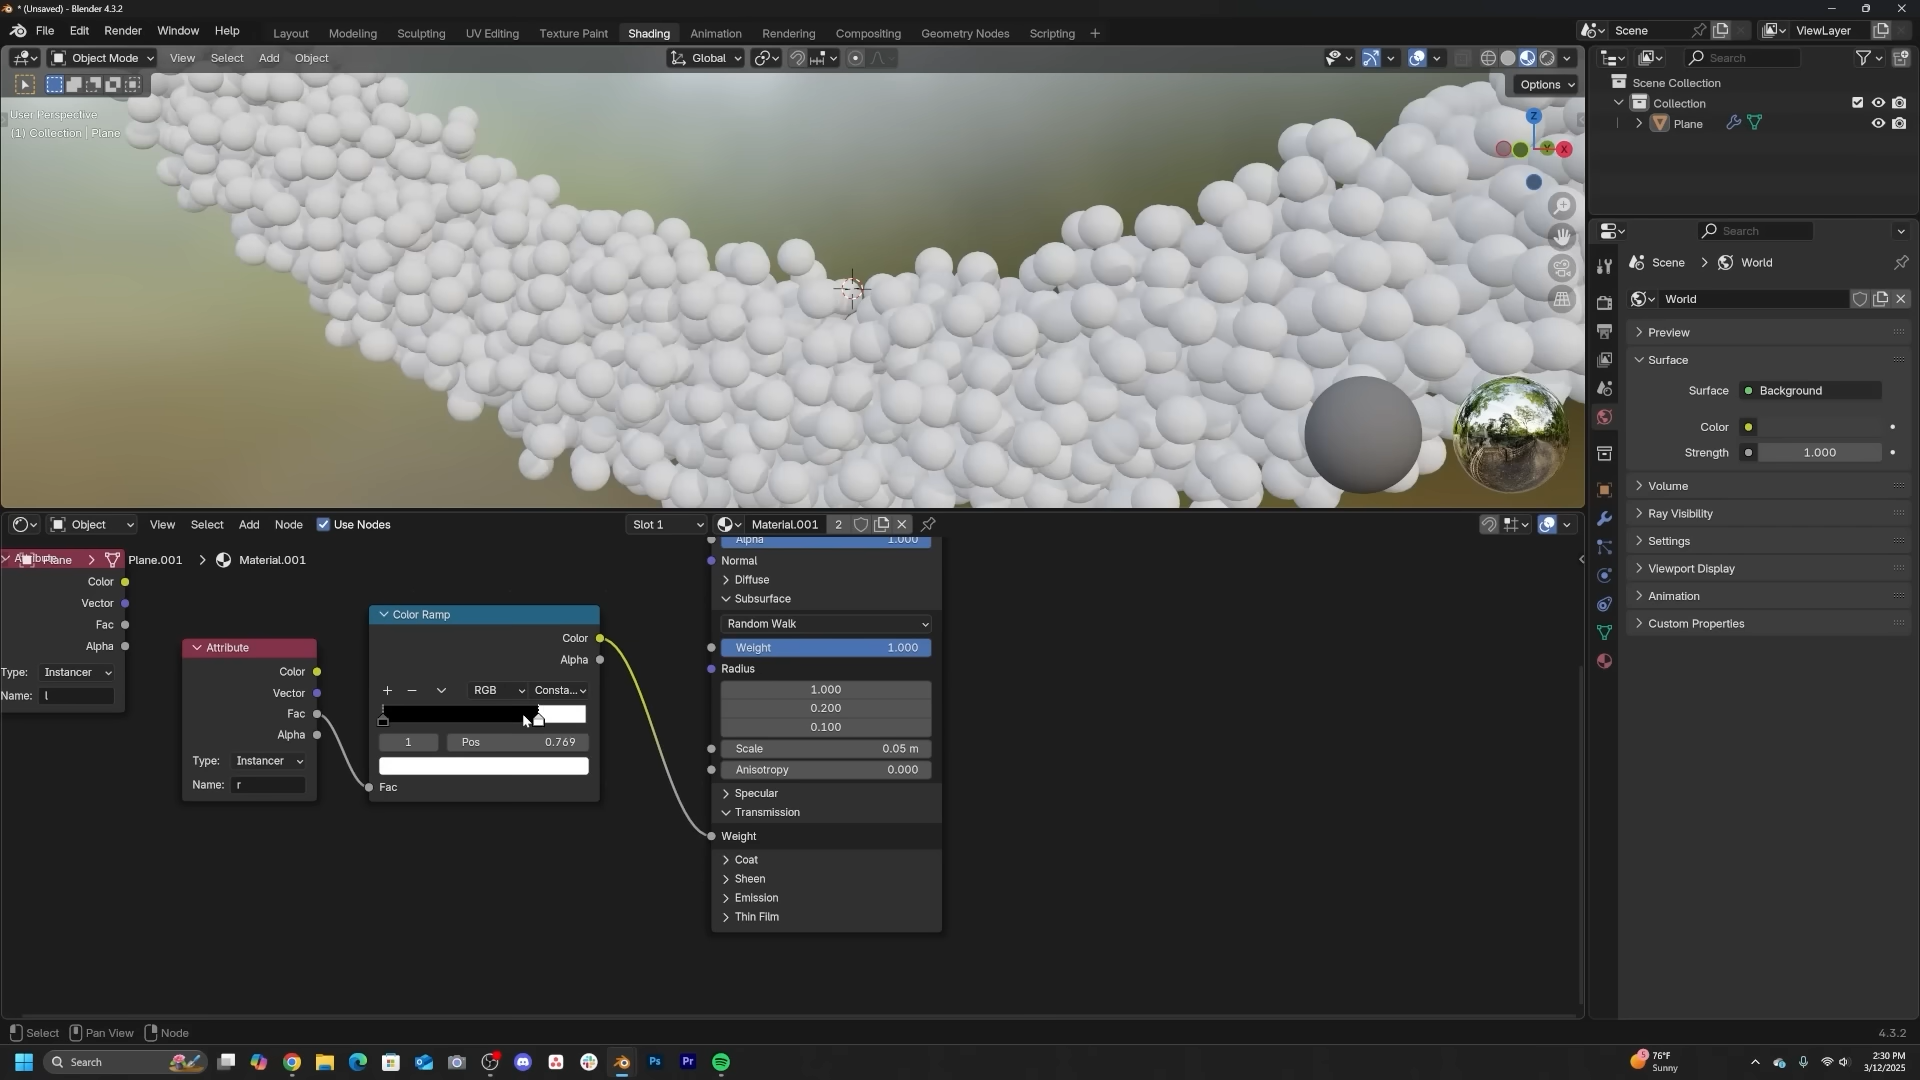 * (Unsaved) - Blender 4.3.2
File Edit Render Window Help
Layout Modeling Sculpting UV Editing Texture Paint Shading Animation Rendering Compositing Geometry Nodes Scripting +
Scene
ViewLayer
Object Mode View Select Add Object
Global
Options
User Perspective
(1) Collection | Plane
Z
Y
X
Search
Scene Collection
Collection
Plane
Search
Scene > World
World
Preview
Surface
Surface Background
Color
Strength 1.000
Volume
Ray Visibility
Settings
Viewport Display
Animation
Custom Properties
Object View Select Add Node Use Nodes
Slot 1
Material.001 2
Plane > Plane.001 > Material.001
Attribute
Color
Vector
Fac
Alpha
Type: Instancer
Name: l
Attribute
Color
Vector
Fac
Alpha
Type: Instancer
Name: r
Color Ramp
Color
Alpha
RGB Consta...
1 Pos 0.769
Fac
Alpha 1.000
Normal
Diffuse
Subsurface
Random Walk
Weight 1.000
Radius
1.000
0.200
0.100
Scale 0.05 m
Anisotropy 0.000
Specular
Transmission
Weight
Coat
Sheen
Emission
Thin Film
Select Pan View Node
4.3.2
Search
Ps
Pr
76°F
Sunny
2:30 PM
3/12/2025